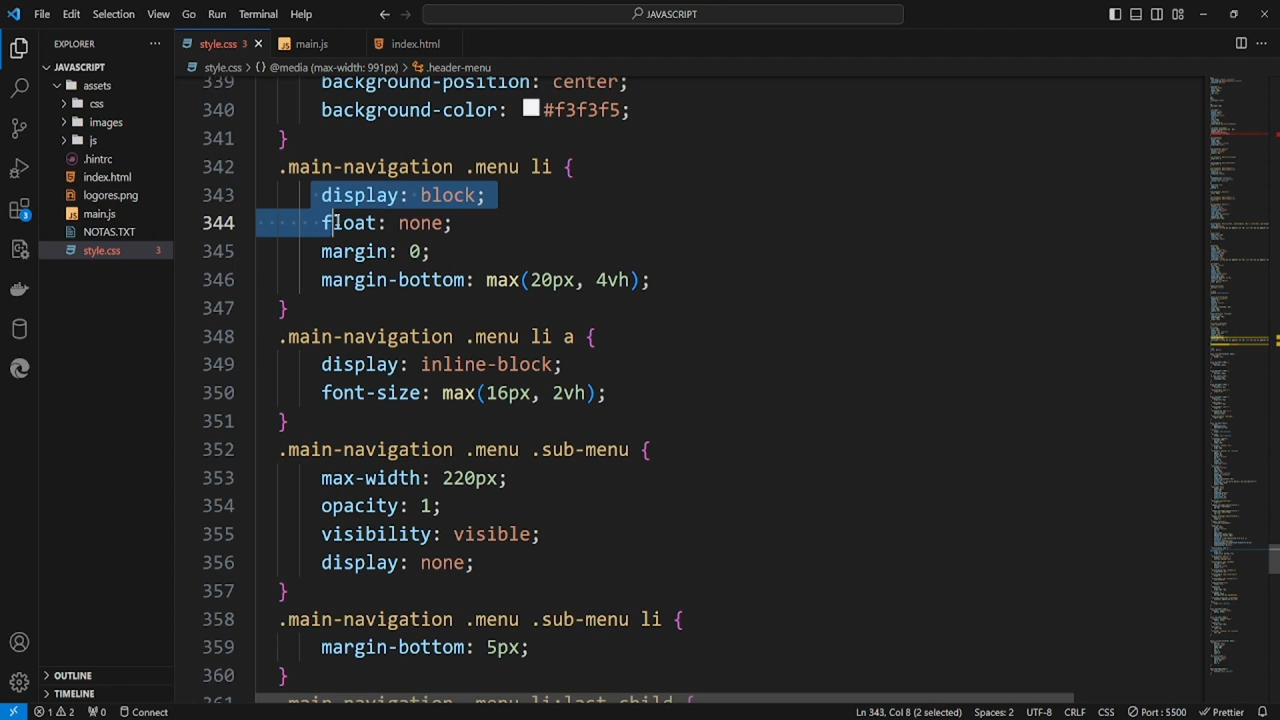 File Edit Selection View Go Run Terminal Help
JAVASCRIPT
EXPLORER
style.css 3
main.js
index.html
JAVASCRIPT
style.css > {} @media (max-width: 991px) > .header-menu
assets
css
images
js
.hintrc
index.html
logores.png
main.js
NOTAS.TXT
style.css 3
3
339 background-position: center;
340 background-color: #f3f3f5;
341 }
342 .main-navigation .menu li {
343 display: block;
344 float: none;
345 margin: 0;
346 margin-bottom: max(20px, 4vh);
347 }
348 .main-navigation .menu li a {
349 display: inline-block;
350 font-size: max(16px, 2vh);
351 }
352 .main-navigation .menu .sub-menu {
353 max-width: 220px;
354 opacity: 1;
355 visibility: visible;
356 display: none;
357 }
358 .main-navigation .menu .sub-menu li {
359 margin-bottom: 5px;
360 }
361 .main-navigation .menu li:last-child {
OUTLINE
TIMELINE
1 2 0 Connect Ln 343, Col 8 (2 selected) Spaces: 2 UTF-8 CRLF CSS Port : 5500 Prettier